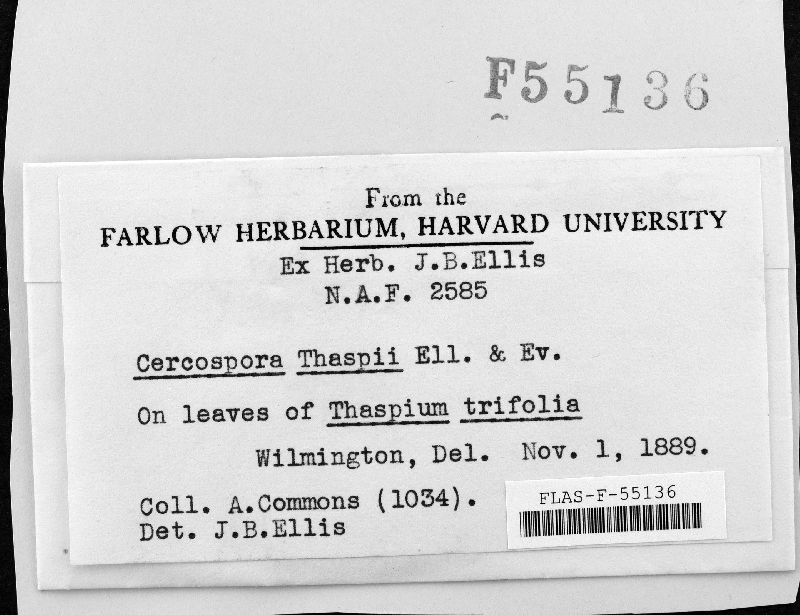 F55136
From the
FARLOW HERBARIUM, HARVARD UNIVERSITY
Ex Herb. J.B.Ellis
N.A.F. 2585
Cercospora Thaspii Ell. & Ev.
On leaves of Thaspium trifolia
Wilmington, Del. Nov. 1, 1889.
Coll. A.Commons (1034).
Det. J.B.Ellis
FLAS-F-55136